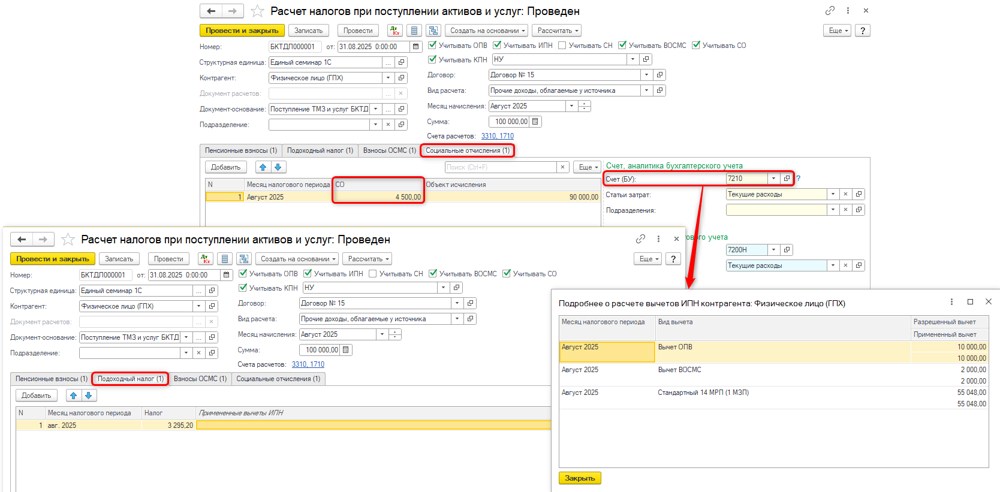 Расчет налогов при поступлении активов и услуг: Проведен
Провести и закрыть Записать Провести Дт Кт Создать на основании Рассчитать Еще ?
Номер: БКТДЛ000001 от: 31.08.2025 0:00:00 Учитывать ОПВ Учитывать ИПН Учитывать СН Учитывать ВОСМС Учитывать СО
Учитывать КПН НУ
Структурная единица: Единый семинар 1С ...
Контрагент: Физическое лицо (ГПХ) Договор: Договор № 15
Документ расчетов: ... Вид расчета: Прочие доходы, облагаемые у источника
Документ-основание: Поступление ТМЗ и услуг БКТД ... Месяц начисления: Август 2025
Подразделение: Сумма: 100 000,00
Счета расчетов: 3310, 1710
Пенсионные взносы (1) Подоходный налог (1) Взносы ОСМС (1) Социальные отчисления (1)
Добавить Поиск (Ctrl+F) × Еще
N Месяц налогового периода СО Объект исчисления
1 Август 2025 4 500,00 90 000,00
Счет, аналитика бухгалтерского учета
Счет (БУ): 7210 ?
Статьи затрат: Текущие расходы
Подразделения:
ового учета
7200Н
Текущие расходы
Расчет налогов при поступлении активов и услуг: Проведен
Провести и закрыть Записать Провести Дт Кт Создать на основании Рассчитать Еще ?
Номер: БКТДЛ000001 от: 31.08.2025 0:00:00 Учитывать ОПВ Учитывать ИПН Учитывать СН Учитывать ВОСМС Учитывать СО
Учитывать КПН НУ
Структурная единица: Единый семинар 1С ...
Контрагент: Физическое лицо (ГПХ) Договор: Договор № 15
Документ расчетов: ... Вид расчета: Прочие доходы, облагаемые у источника
Документ-основание: Поступление ТМЗ и услуг БКТД ... Месяц начисления: Август 2025
Подразделение: Сумма: 100 000,00
Счета расчетов: 3310, 1710
Пенсионные взносы (1) Подоходный налог (1) Взносы ОСМС (1) Социальные отчисления (1)
Добавить
N Месяц налогового периода Налог Примененные вычеты ИПН
1 авг. 2025 3 295,20
Подробнее о расчете вычетов ИПН контрагента: Физическое лицо (ГПХ)
Месяц налогового периода Вид вычета Разрешенный вычет
Примененный вычет
Август 2025 Вычет ОПВ 10 000,00
10 000,00
Август 2025 Вычет ВОСМС 2 000,00
2 000,00
Август 2025 Стандартный 14 МРП (1 МЗП) 55 048,00
55 048,00
Закрыть